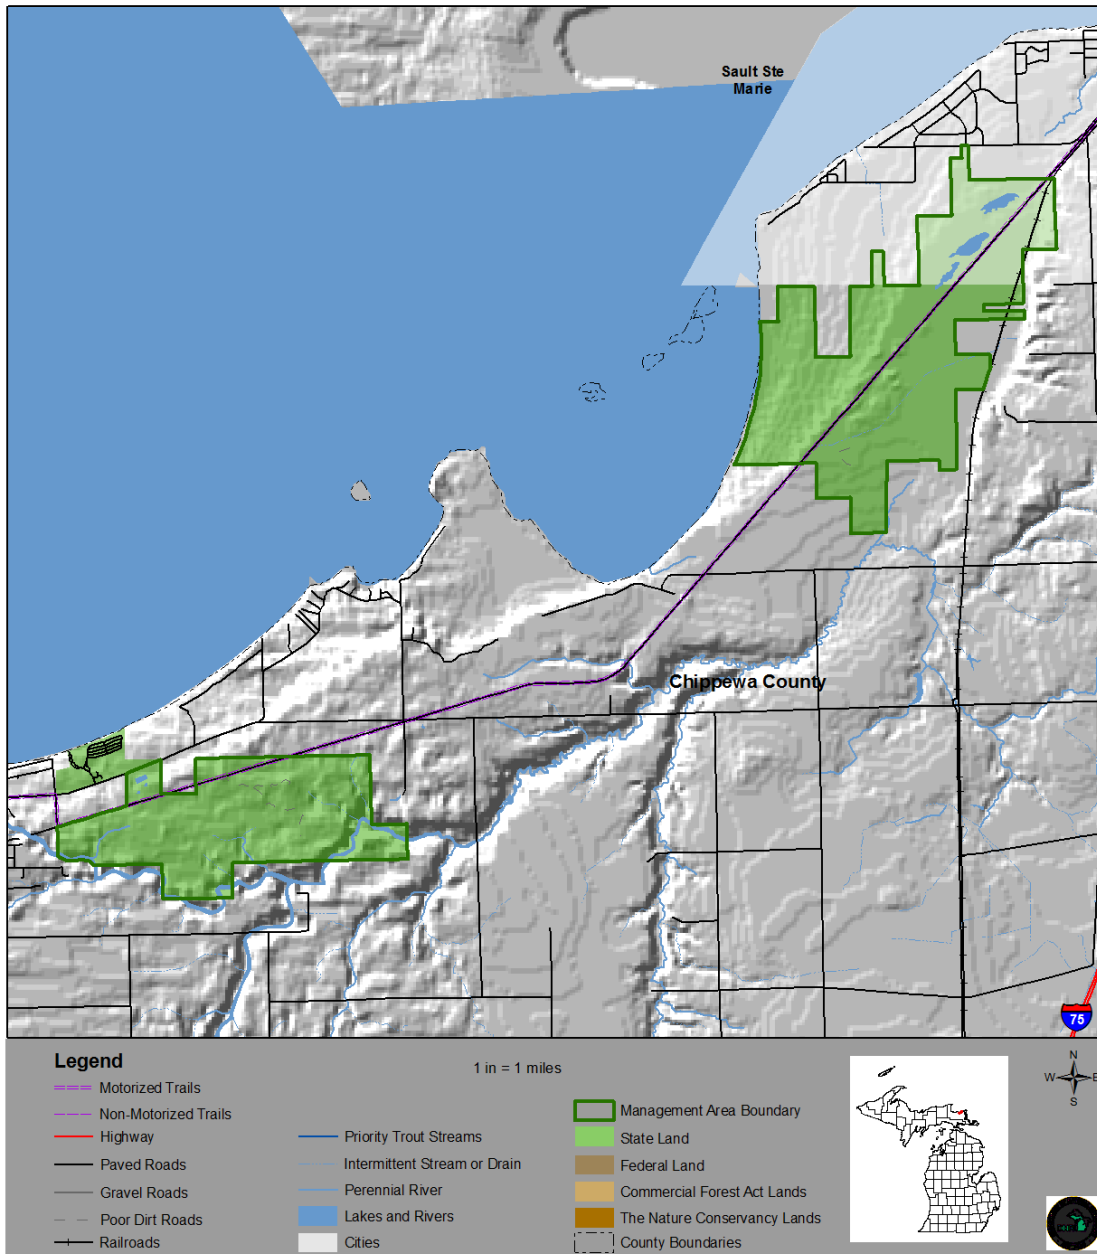 Sault Ste
Marie
Chippewa County
75
Legend
1 in = 1 miles
Motorized Trails
Non-Motorized Trails
Highway
Paved Roads
Gravel Roads
Poor Dirt Roads
Railroads
Priority Trout Streams
Intermittent Stream or Drain
Perennial River
Lakes and Rivers
Cities
Management Area Boundary
State Land
Federal Land
Commercial Forest Act Lands
The Nature Conservancy Lands
County Boundaries
N
W E
S